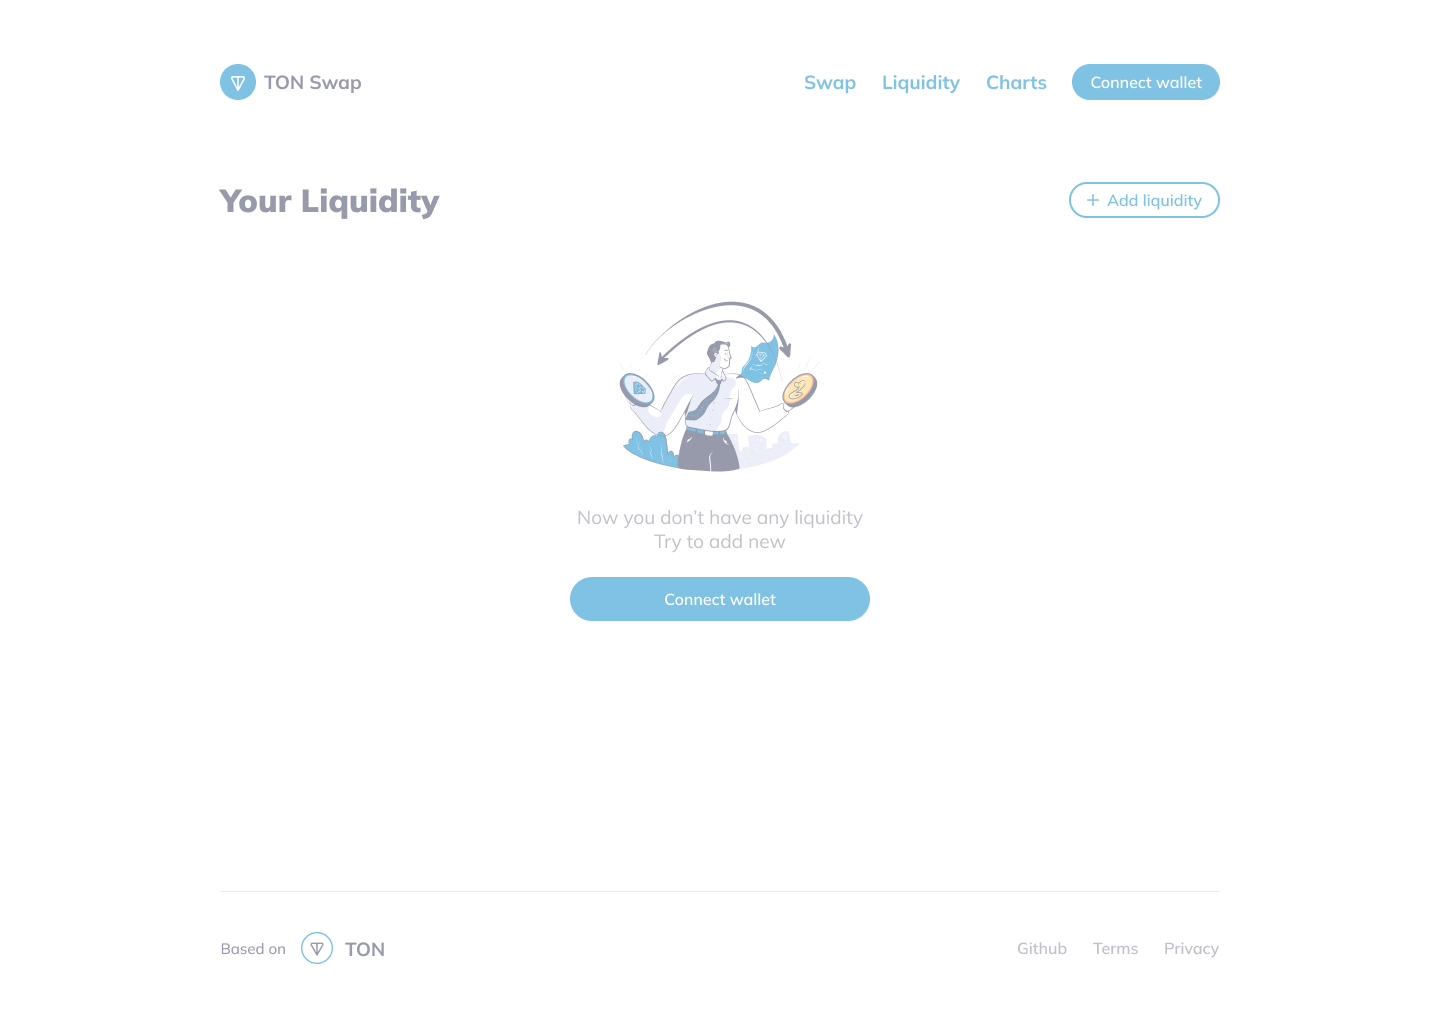 TON Swap
Swap
Liquidity
Charts
Connect wallet
Your Liquidity
+ Add liquidity
Now you don't have any liquidity
Try to add new
Connect wallet
Based on
TON
Github
Terms
Privacy